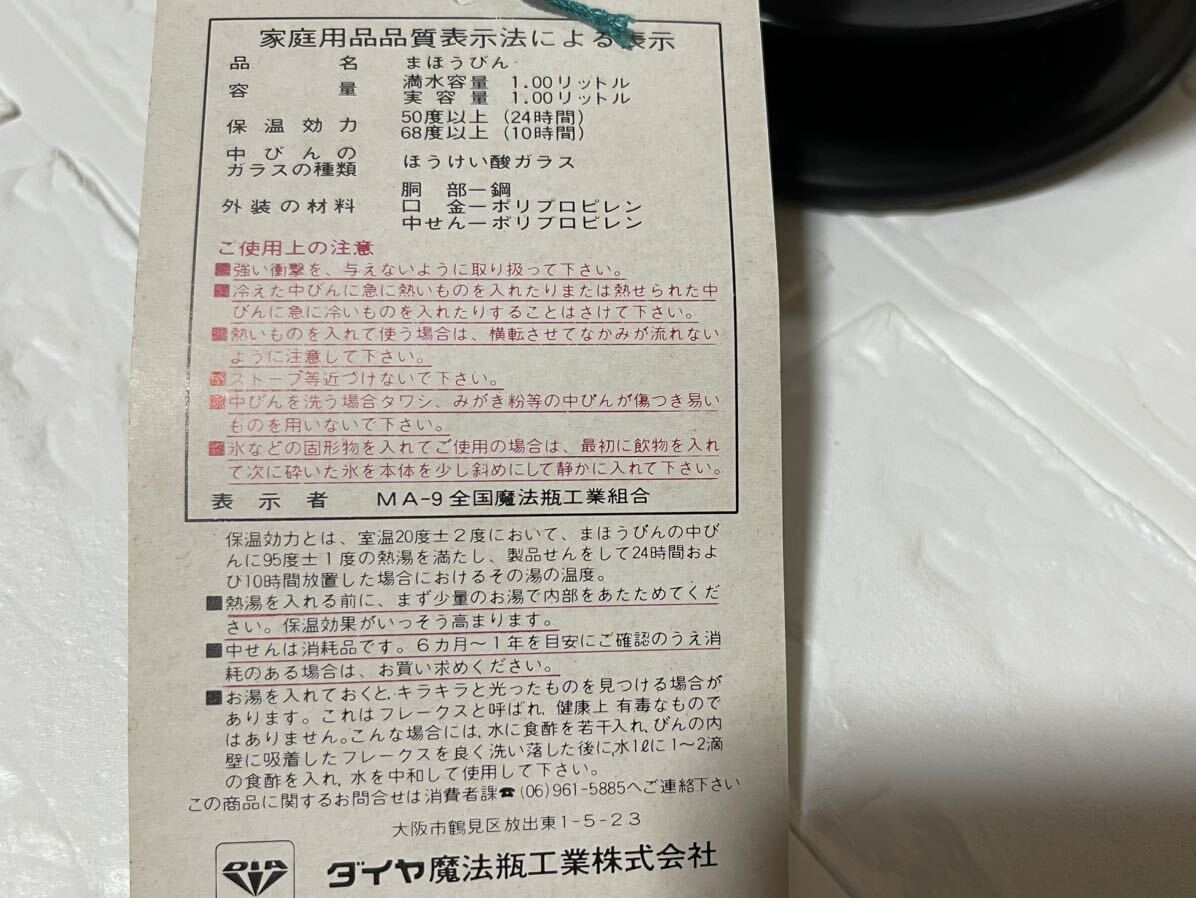 家庭用品品質表示法による表示
品名 まほうびん
容量 満水容量 1.00リットル
実容量 1.00リットル
保温効力 50度以上 (24時間)
68度以上 (10時間)
中びんの
ガラスの種類 ほうけい酸ガラス
外装の材料 胴部ー鋼
口金ーポリプロピレン
中せんーポリプロピレン
ご使用上の注意
■強い衝撃を、与えないように取り扱って下さい。
■冷えた中びんに急に熱いものを入れたりまたは熱せられた中
びんに急に冷いものを入れたりすることはさけて下さい。
■熱いものを入れて使う場合は、横転させてなかみが流れない
ように注意して下さい。
■ストーブ等近づけないで下さい。
■中びんを洗う場合タワシ、みがき粉等の中びんが傷つき易い
ものを用いないで下さい。
■氷などの固形物を入れてご使用の場合は、最初に飲物を入れ
て次に砕いた氷を本体を少し斜めにして静かに入れて下さい。
表示者 MA-9 全国魔法瓶工業組合
保温効力とは、室温20度±2度において、まほうびんの中び
んに95度±1度の熱湯を満たし、製品せんをして24時間およ
び10時間放置した場合におけるその湯の温度。
■熱湯を入れる前に、まず少量のお湯で内部をあたためてくだ
さい。保温効果がいっそう高まります。
■中せんは消耗品です。6カ月〜1年を目安にご確認のうえ消
耗のある場合は、お買い求めください。
■お湯を入れておくと、キラキラと光ったものを見つける場合が
あります。これはフレークスと呼ばれ、健康上有毒なもので
はありません。こんな場合には、水に食酢を若干入れ、びんの内
壁に吸着したフレークスを良く洗い落した後に、水1ℓに1〜2滴
の食酢を入れ、水を中和して使用して下さい。
この商品に関するお問合せは消費者課☎(06)961-5885へご連絡下さい
大阪市鶴見区放出東1-5-23
DIA ダイヤ魔法瓶工業株式会社